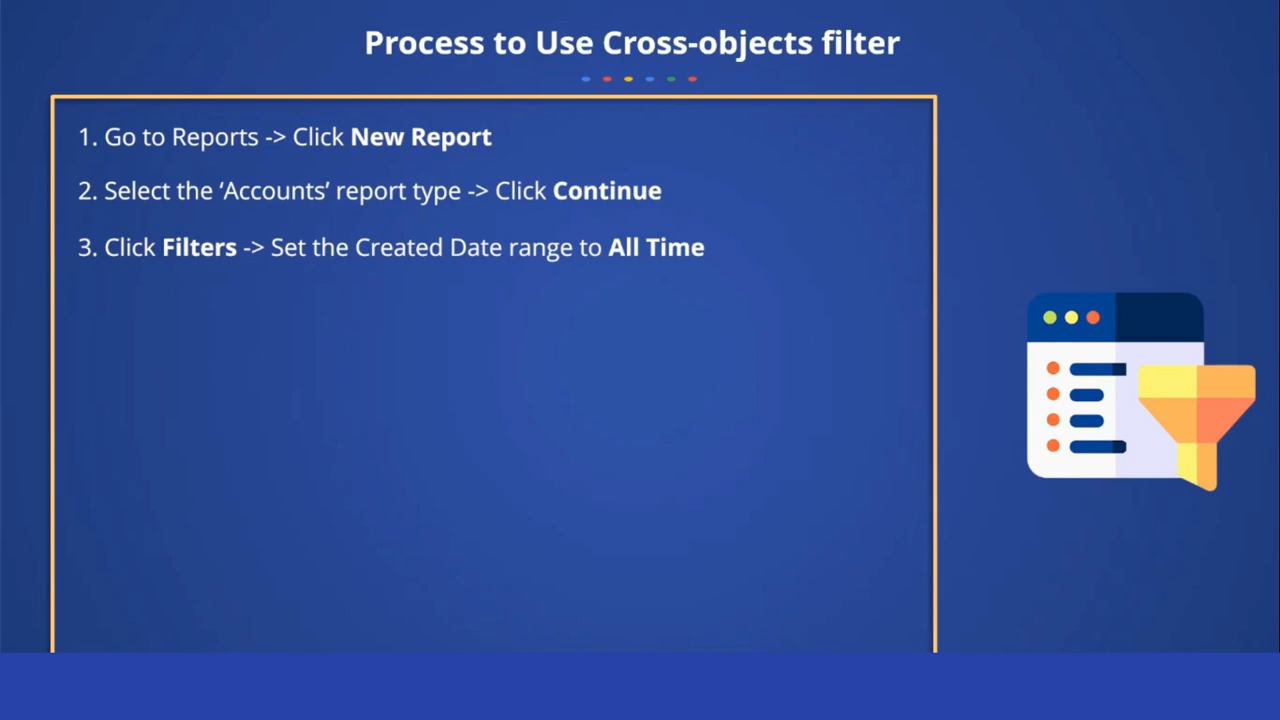 Process to Use Cross-objects filter
1. Go to Reports -> Click New Report
2. Select the ‘Accounts’ report type -> Click Continue
3. Click Filters -> Set the Created Date range to All Time